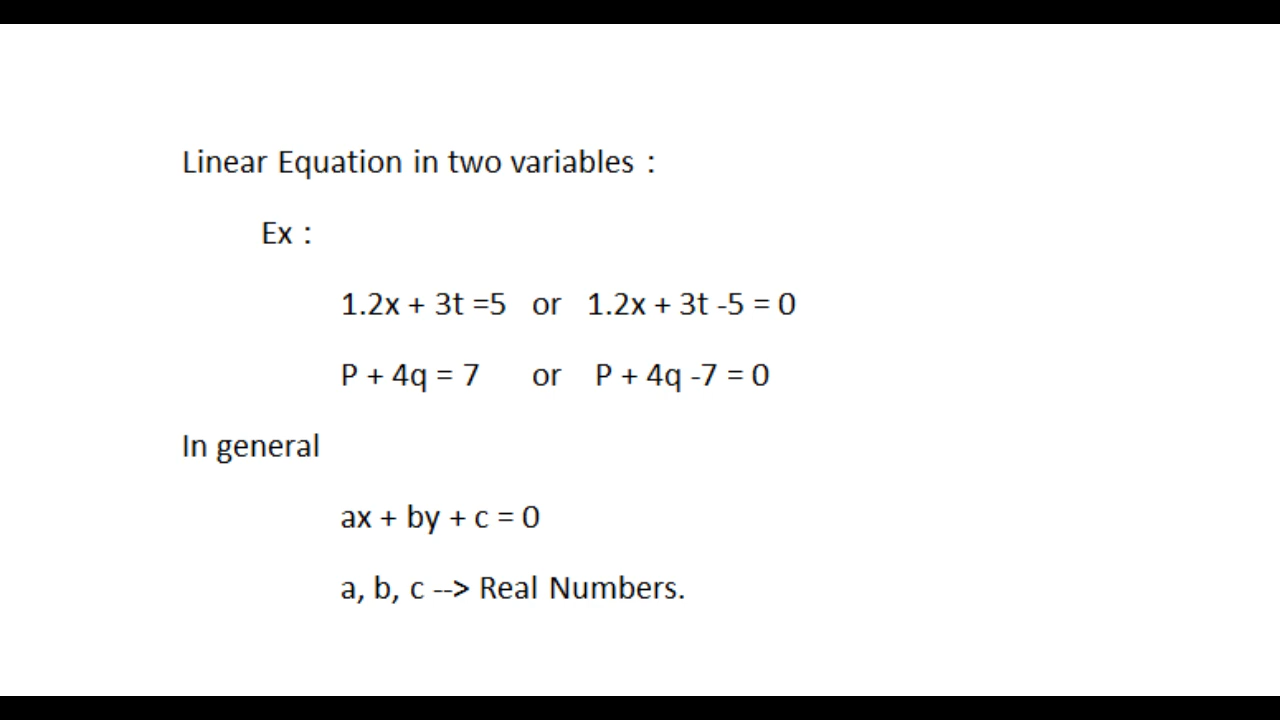 Linear Equation in two variables :
Ex :
1.2x + 3t =5 or 1.2x + 3t -5 = 0
P + 4q = 7 or P + 4q -7 = 0
In general
ax + by + c = 0
a, b, c --> Real Numbers.